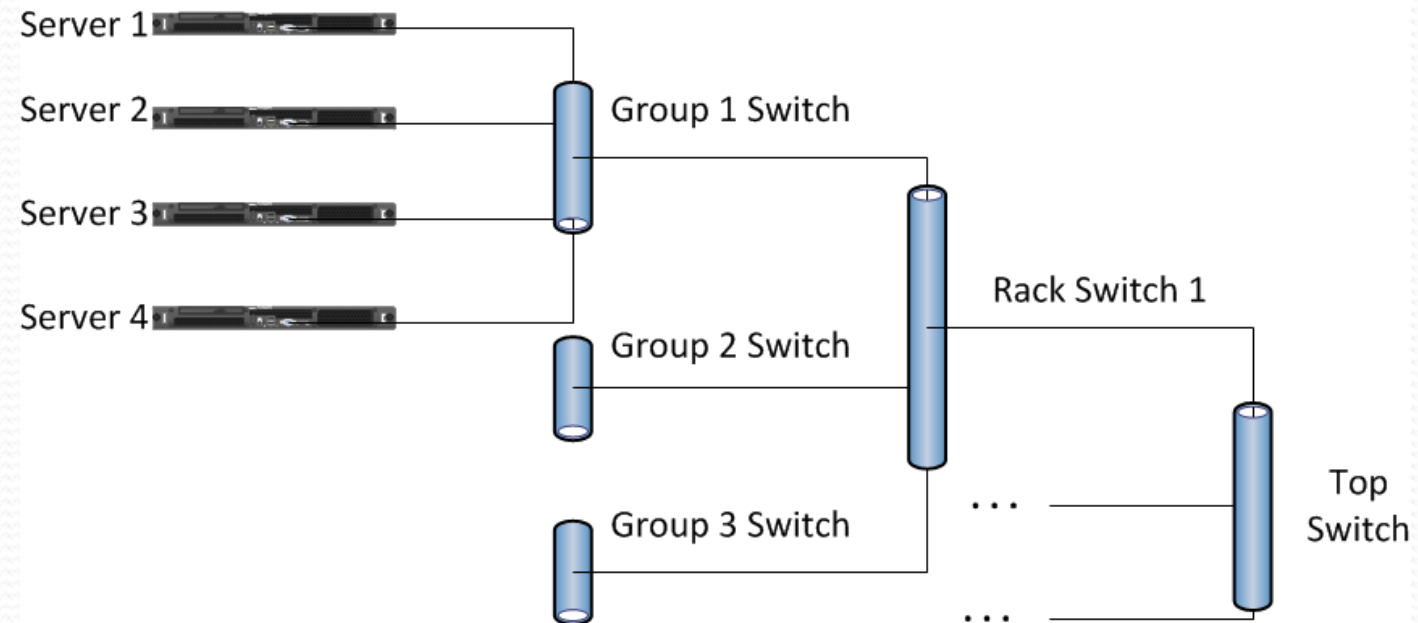 Server 1
Server 2
Server 3
Server 4
Group 1 Switch
Group 2 Switch
Group 3 Switch
Rack Switch 1
. . .
. . .
Top
Switch